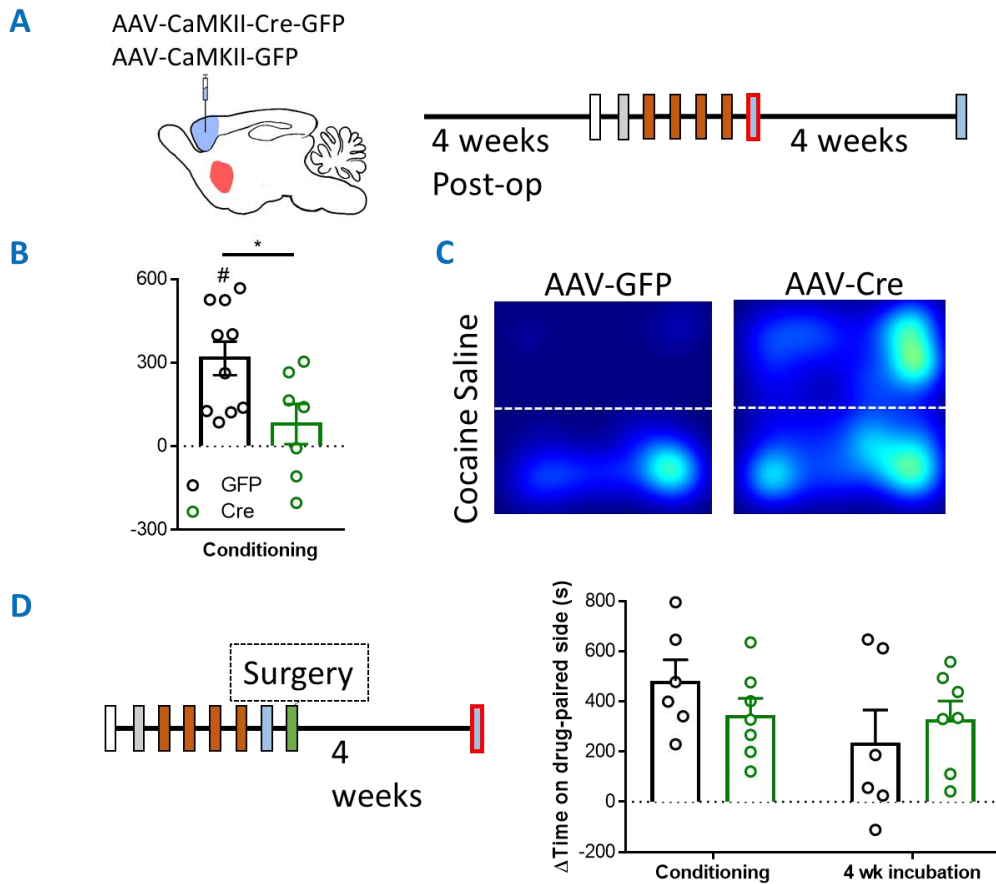 A
AAV-CaMKII-Cre-GFP
AAV-CaMKII-GFP
4 weeks
Post-op
4 weeks
B
*
#
600
300
0
-300
GFP
Cre
Conditioning
C
AAV-GFP
AAV-Cre
Cocaine Saline
D
Surgery
4
weeks
ΔTime on drug-paired side (s)
800
600
400
200
0
-200
Conditioning
4 wk incubation